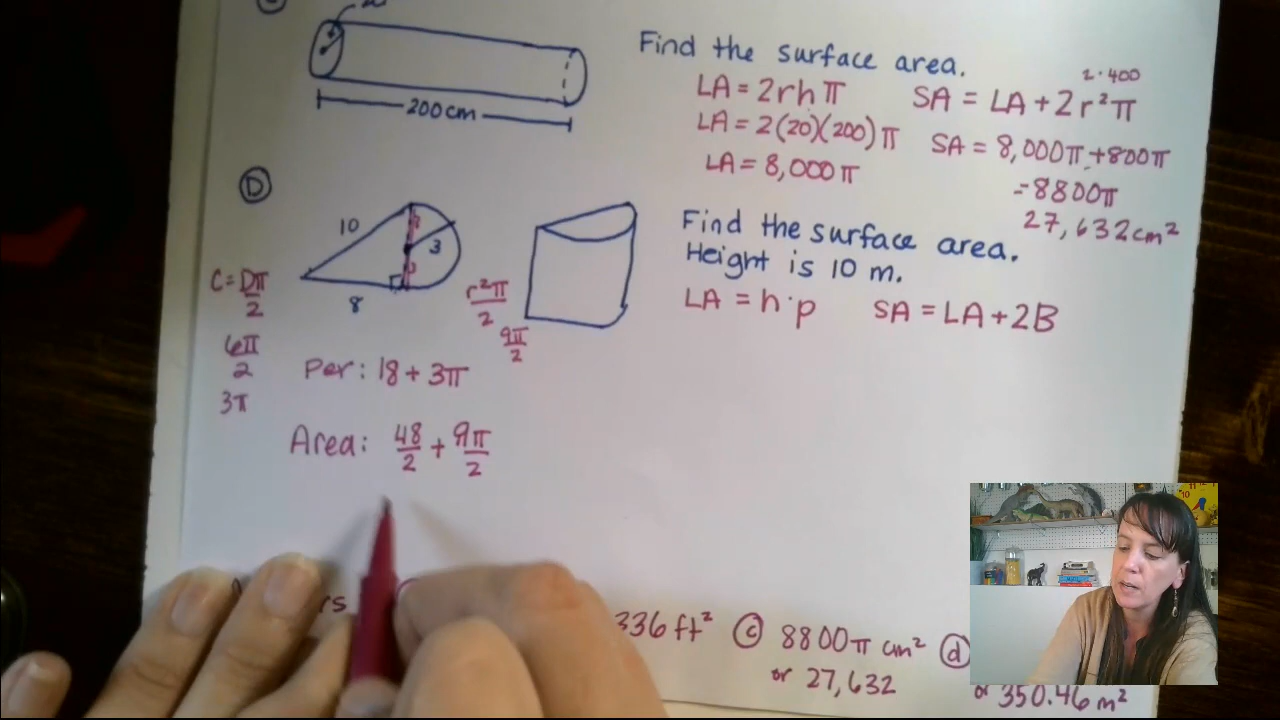 Find the surface area.
2·400
LA = 2rhπ
SA = LA + 2r²π
LA = 2(20)(200)π
SA = 8,000π + 800π
LA = 8,000π
= 8800π
27,632 cm²
200 cm
D
10
3
3
3
8
Find the surface area.
Height is 10 m.
LA = h·p
SA = LA + 2B
C = Dπ/2
6π/2
3π
r²π/2
9π/2
Per: 18 + 3π
Area: 48/2 + 9π/2
336 ft²
c 8800π cm²
or 27,632
d
or 350.46 m²